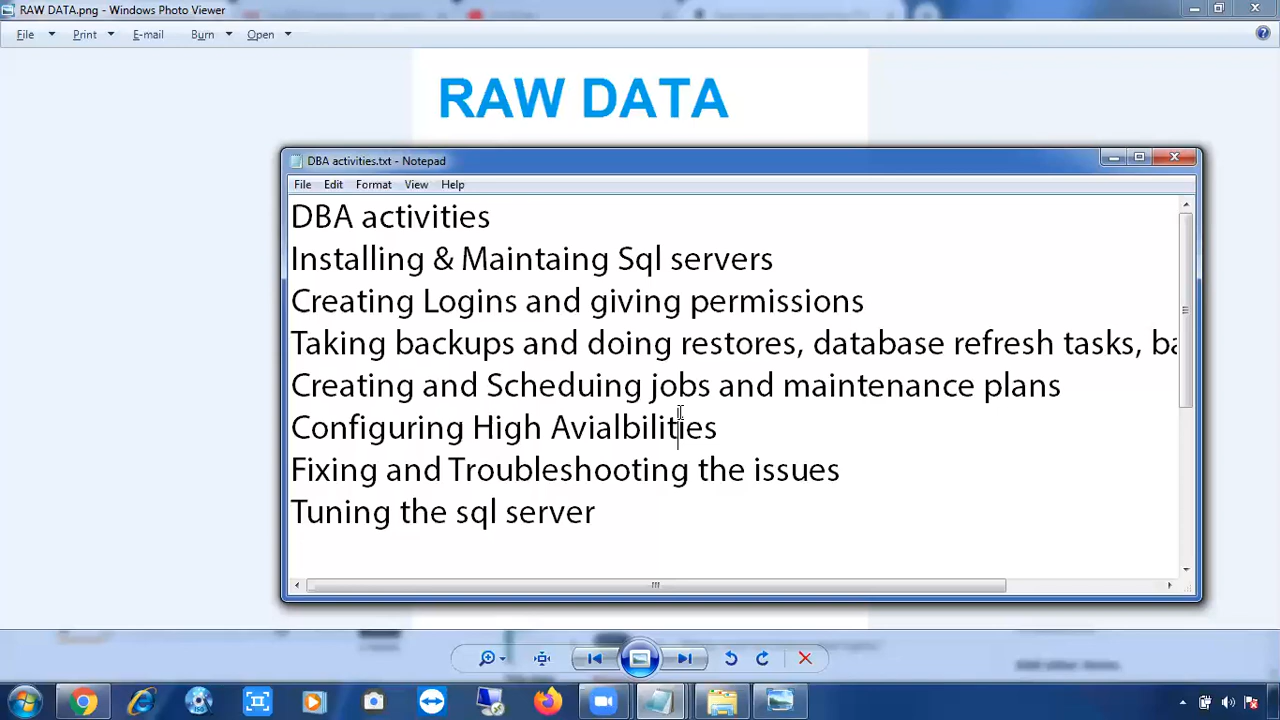 RAW DATA.png - Windows Photo Viewer
File Print E-mail Burn Open
RAW DATA
DBA activities.txt - Notepad
File Edit Format View Help
DBA activities
Installing & Maintaing Sql servers
Creating Logins and giving permissions
Taking backups and doing restores, database refresh tasks, ba
Creating and Scheduing jobs and maintenance plans
Configuring High Avialbilities
Fixing and Troubleshooting the issues
Tuning the sql server